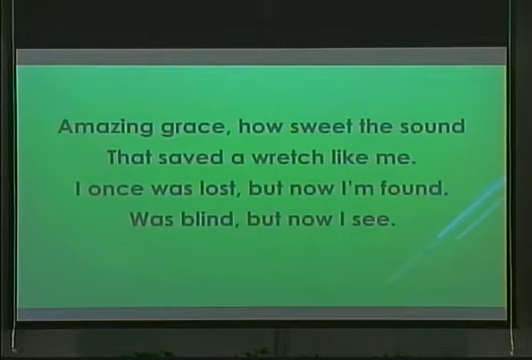 Amazing grace, how sweet the sound
That saved a wretch like me.
I once was lost, but now I'm found.
Was blind, but now I see.